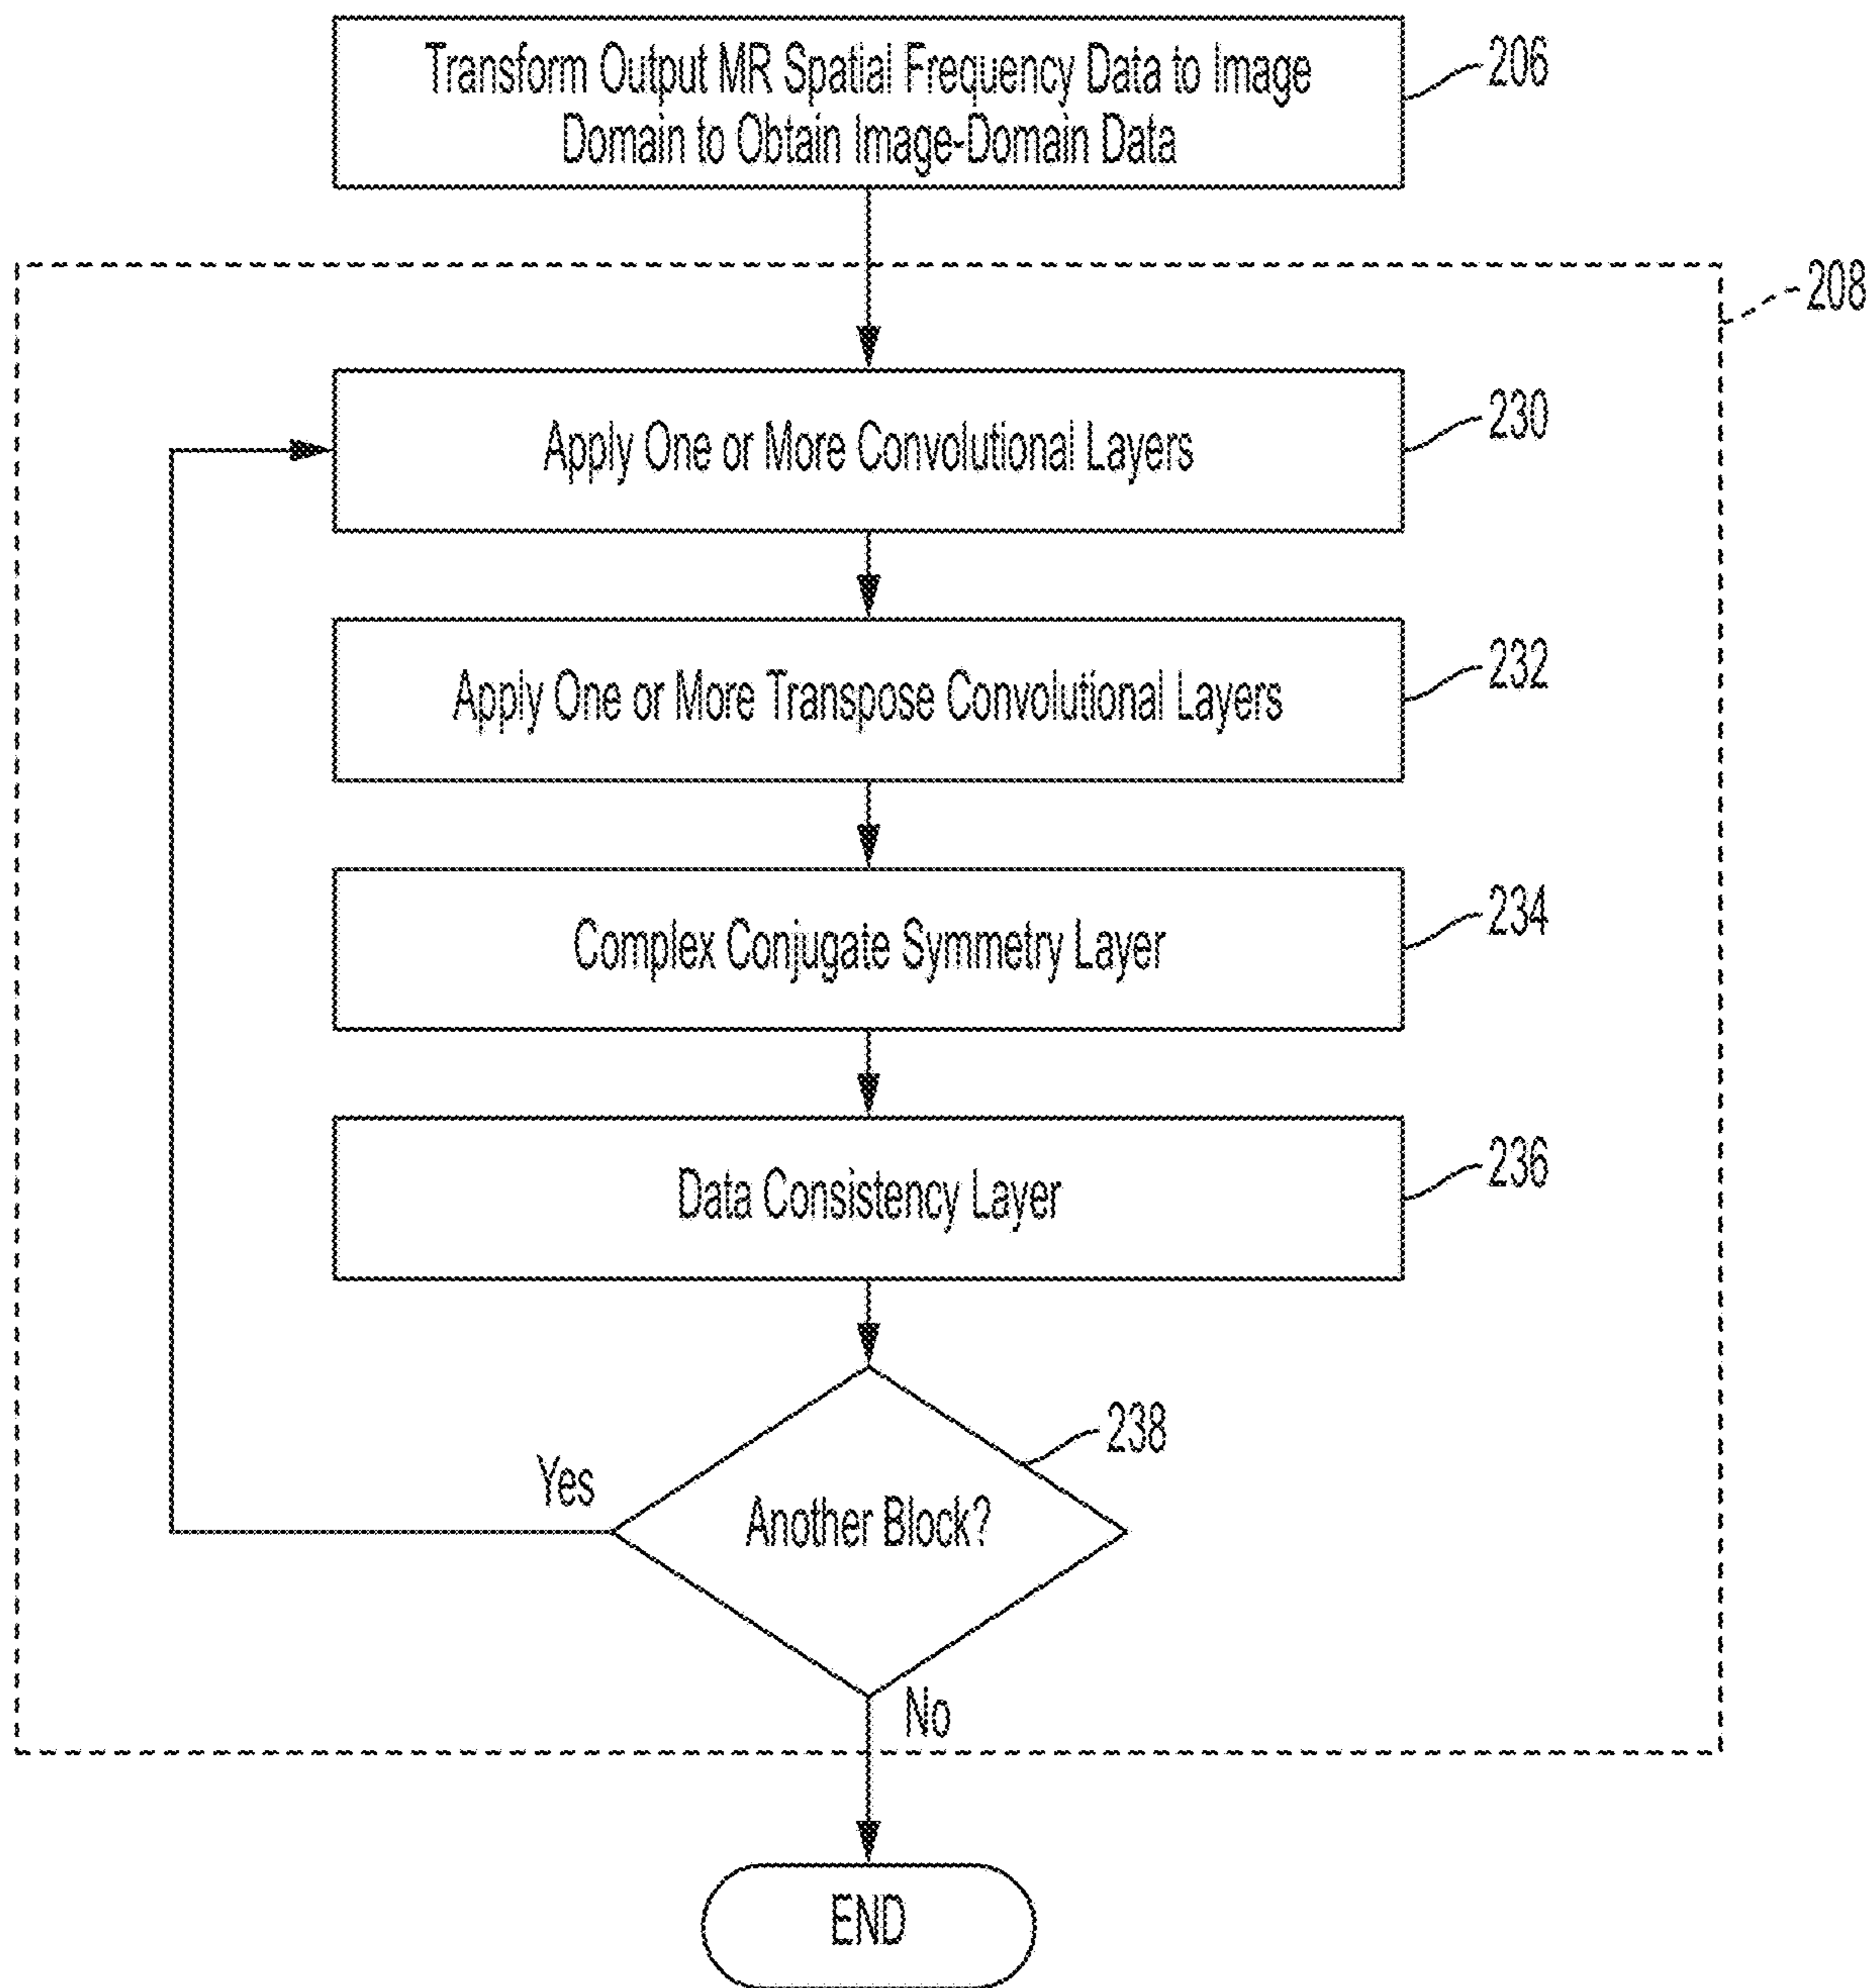 Transform Output MR Spatial Frequency Data to Image
Domain to Obtain Image-Domain Data
206
208
Apply One or More Convolutional Layers
230
Apply One or More Transpose Convolutional Layers
232
Complex Conjugate Symmetry Layer
234
Data Consistency Layer
236
238
Yes
Another Block?
No
END